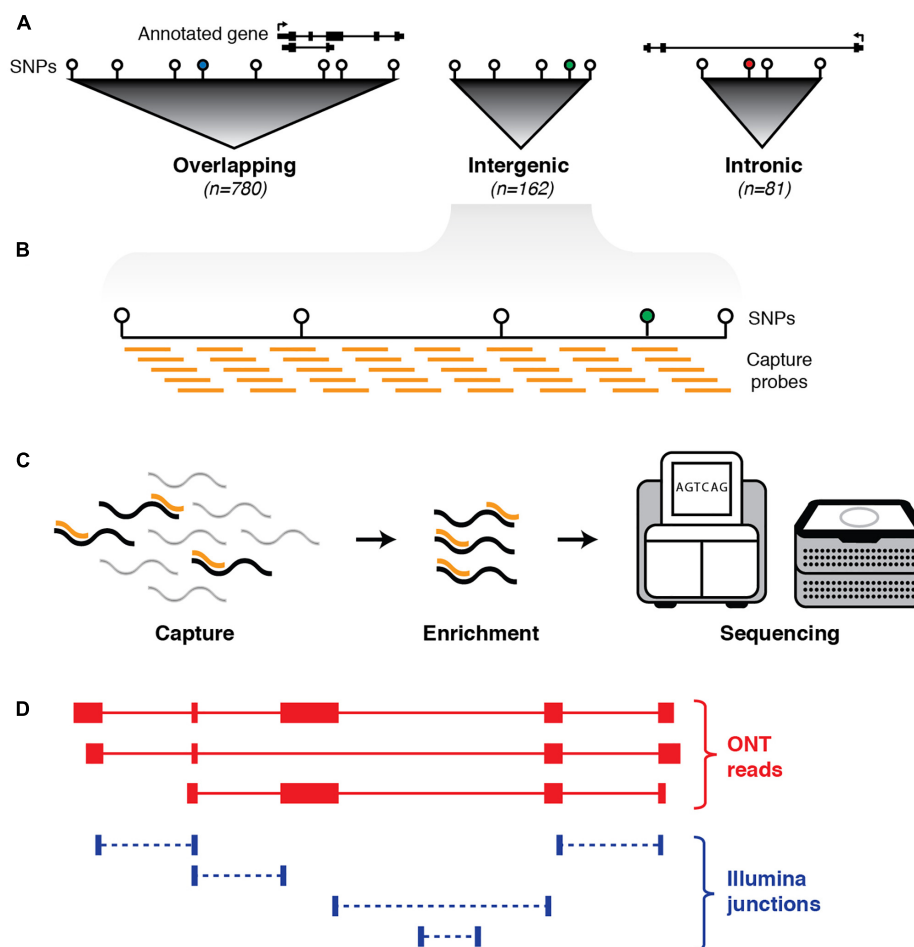 A
Annotated gene
SNPs
Overlapping
(n=780)
Intergenic
(n=162)
Intronic
(n=81)
B
SNPs
Capture
probes
C
AGTCAG
Capture
Enrichment
Sequencing
D
ONT
reads
Illumina
junctions